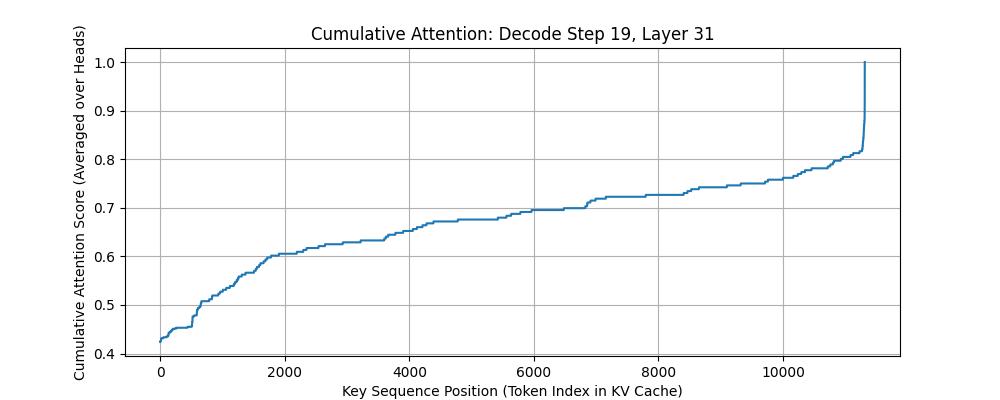 Cumulative Attention: Decode Step 19, Layer 31
Cumulative Attention Score (Averaged over Heads)
1.0
0.9
0.8
0.7
0.6
0.5
0.4
0 2000 4000 6000 8000 10000
Key Sequence Position (Token Index in KV Cache)